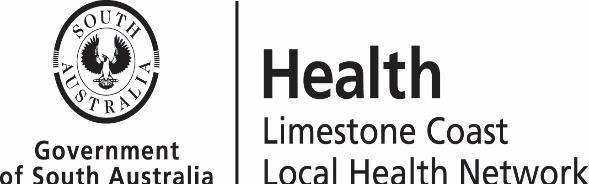 SOUTH
AUSTRALIA
Government
of South Australia
Health
Limestone Coast
Local Health Network